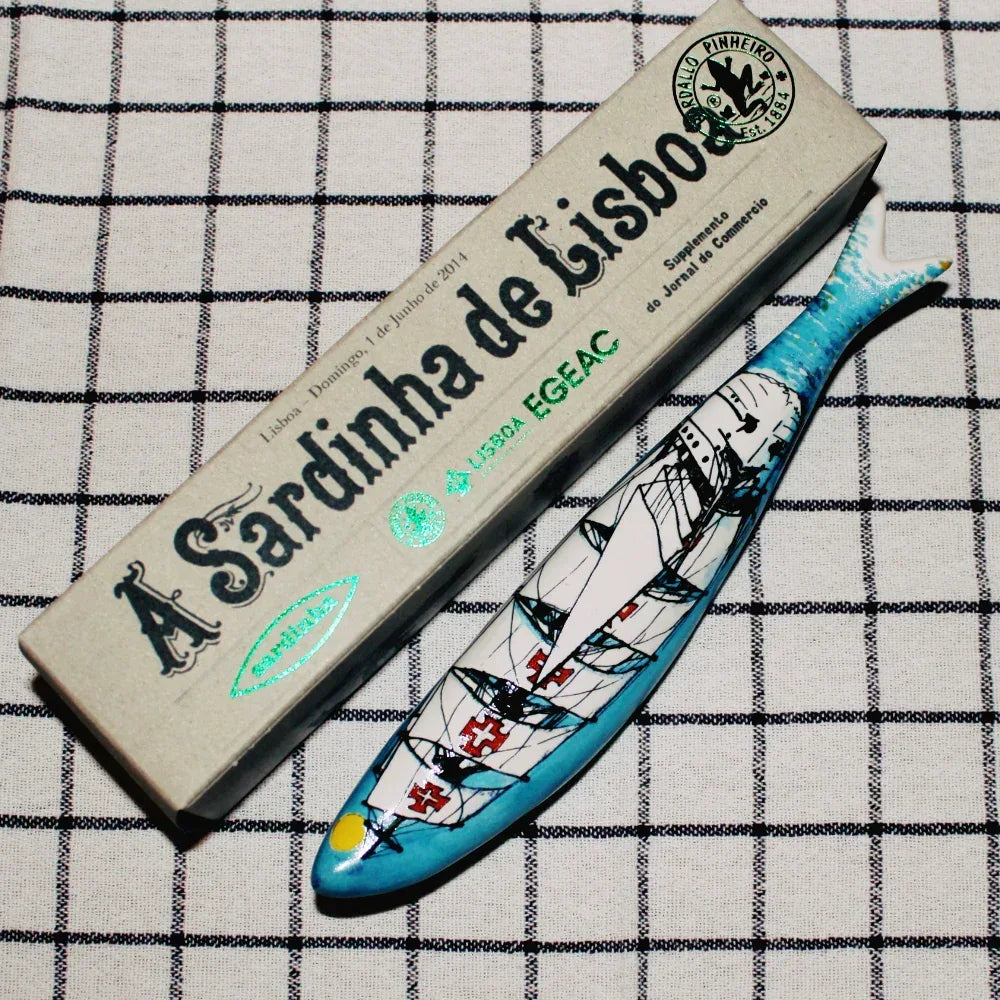 BORDALLO PINHEIRO
Est. 1884
Lisboa Domingo, 1 de Junho de 2014
A Sardinha de Lisboa
Supplemento
do Jornal do Commercio
sardinha
LISBOA
EGEAC